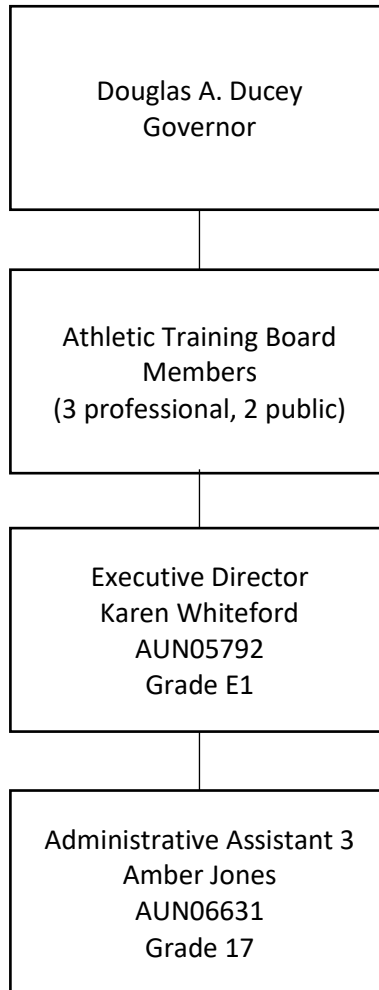 Douglas A. Ducey
Governor
Athletic Training Board
Members
(3 professional, 2 public)
Executive Director
Karen Whiteford
AUN05792
Grade E1
Administrative Assistant 3
Amber Jones
AUN06631
Grade 17